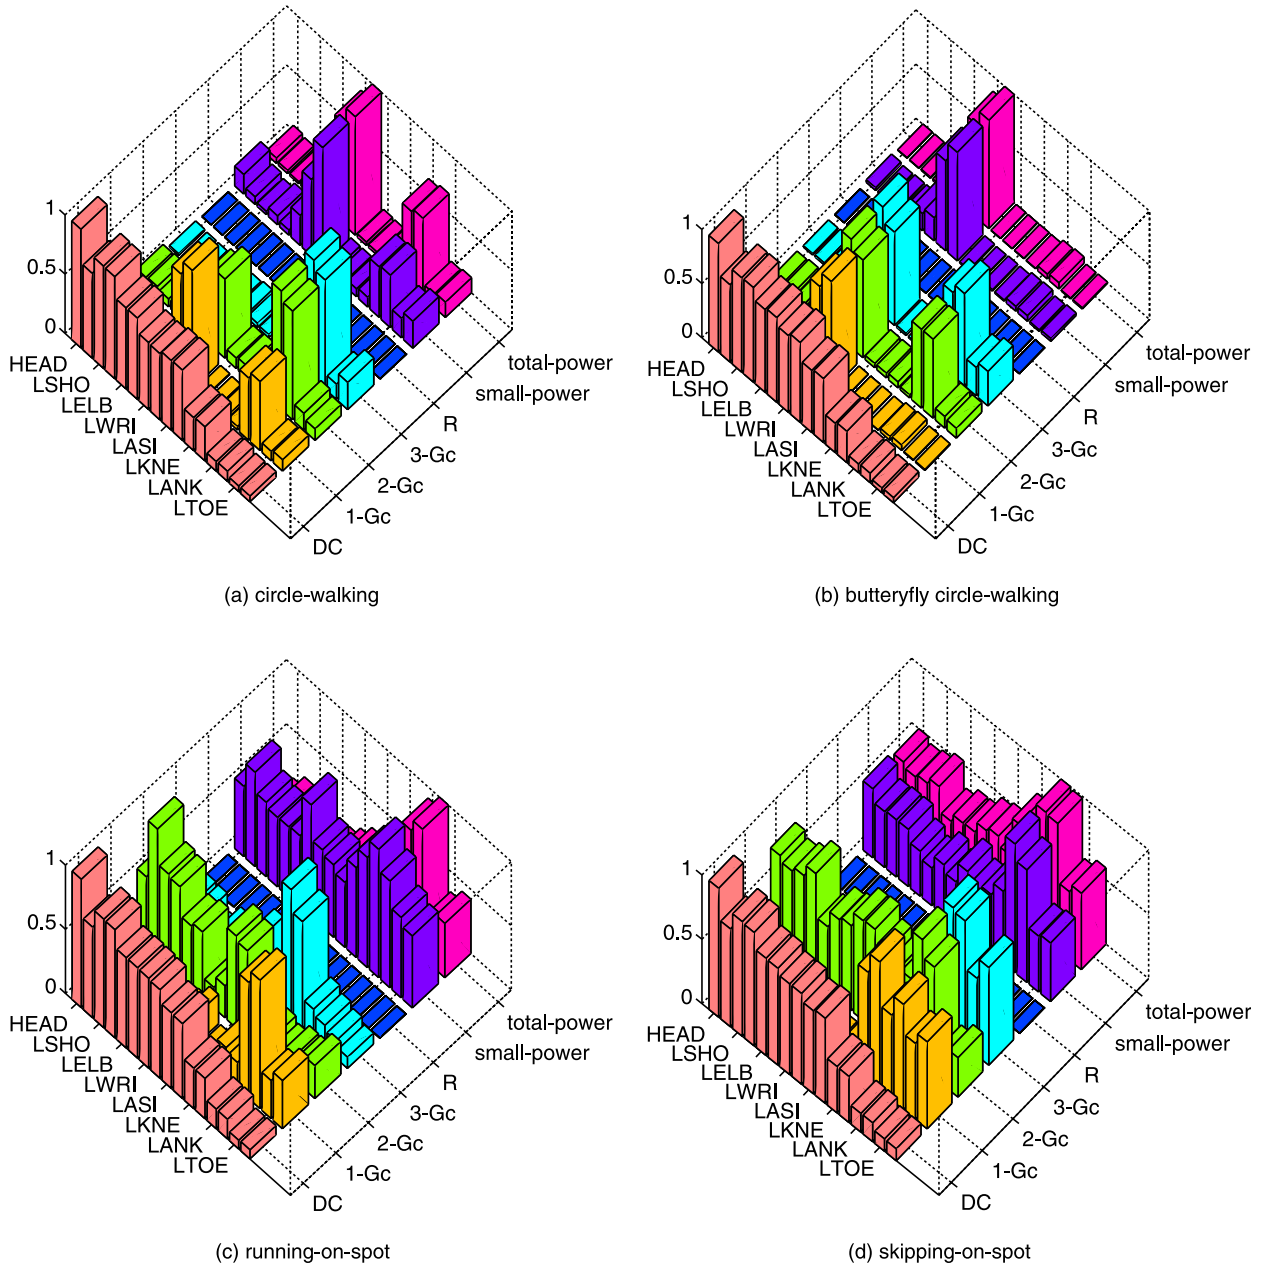 1
0.5
0
HEAD
LSHO
LELB
LWRI
LASI
LKNE
LANK
LTOE
DC
1-Gc
2-Gc
3-Gc
R
small-power
total-power
(a) circle-walking
1
0.5
0
HEAD
LSHO
LELB
LWRI
LASI
LKNE
LANK
LTOE
DC
1-Gc
2-Gc
3-Gc
R
small-power
total-power
(b) butteryfly circle-walking
1
0.5
0
HEAD
LSHO
LELB
LWRI
LASI
LKNE
LANK
LTOE
DC
1-Gc
2-Gc
3-Gc
R
small-power
total-power
(c) running-on-spot
1
0.5
0
HEAD
LSHO
LELB
LWRI
LASI
LKNE
LANK
LTOE
DC
1-Gc
2-Gc
3-Gc
R
small-power
total-power
(d) skipping-on-spot